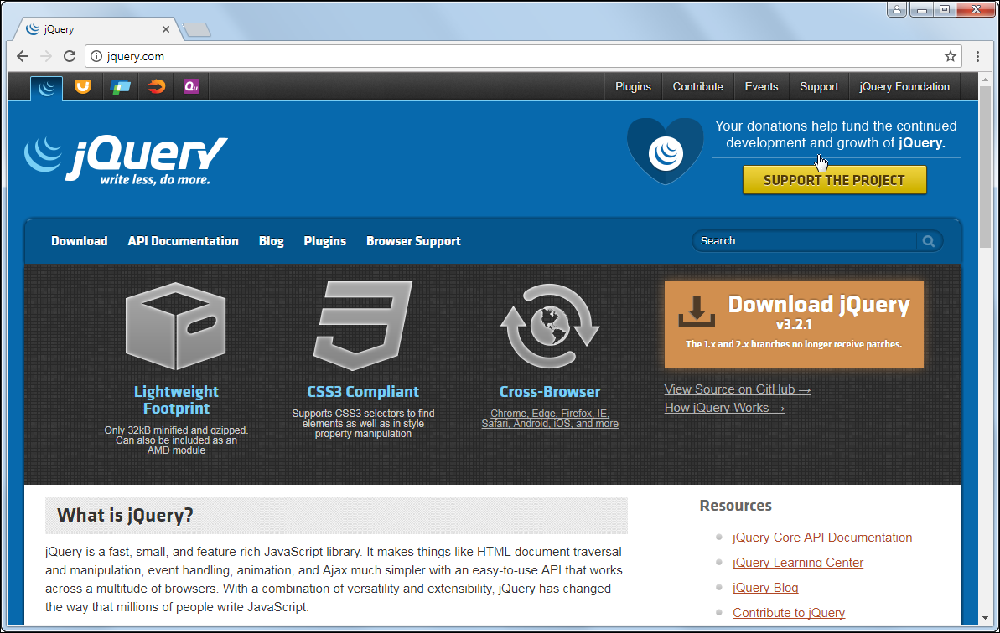 jQuery
jquery.com
Qu
Plugins
Contribute
Events
Support
jQuery Foundation
jQuery
write less, do more.
Your donations help fund the continued
development and growth of jQuery.
SUPPORT THE PROJECT
Download
API Documentation
Blog
Plugins
Browser Support
Search
Lightweight
Footprint
Only 32kB minified and gzipped.
Can also be included as an
AMD module
CSS3 Compliant
Supports CSS3 selectors to find
elements as well as in style
property manipulation
Cross-Browser
Chrome, Edge, Firefox, IE,
Safari, Android, iOS, and more
Download jQuery
v3.2.1
The 1.x and 2.x branches no longer receive patches.
View Source on GitHub →
How jQuery Works →
What is jQuery?
jQuery is a fast, small, and feature-rich JavaScript library. It makes things like HTML document traversal
and manipulation, event handling, animation, and Ajax much simpler with an easy-to-use API that works
across a multitude of browsers. With a combination of versatility and extensibility, jQuery has changed
the way that millions of people write JavaScript.
Resources
jQuery Core API Documentation
jQuery Learning Center
jQuery Blog
Contribute to jQuery